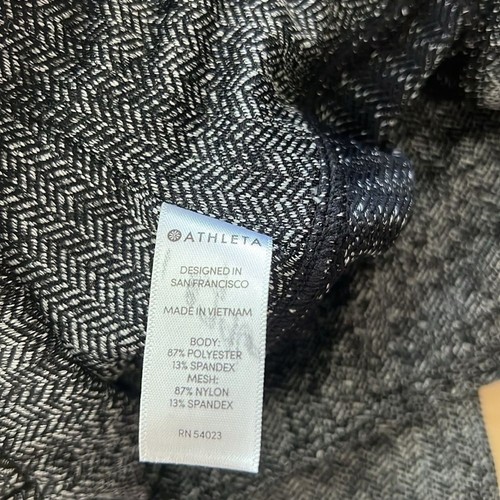 ATHLETA
DESIGNED IN
SAN FRANCISCO
MADE IN VIETNAM
BODY:
87% POLYESTER
13% SPANDEX
MESH:
87% NYLON
13% SPANDEX
RN 54023